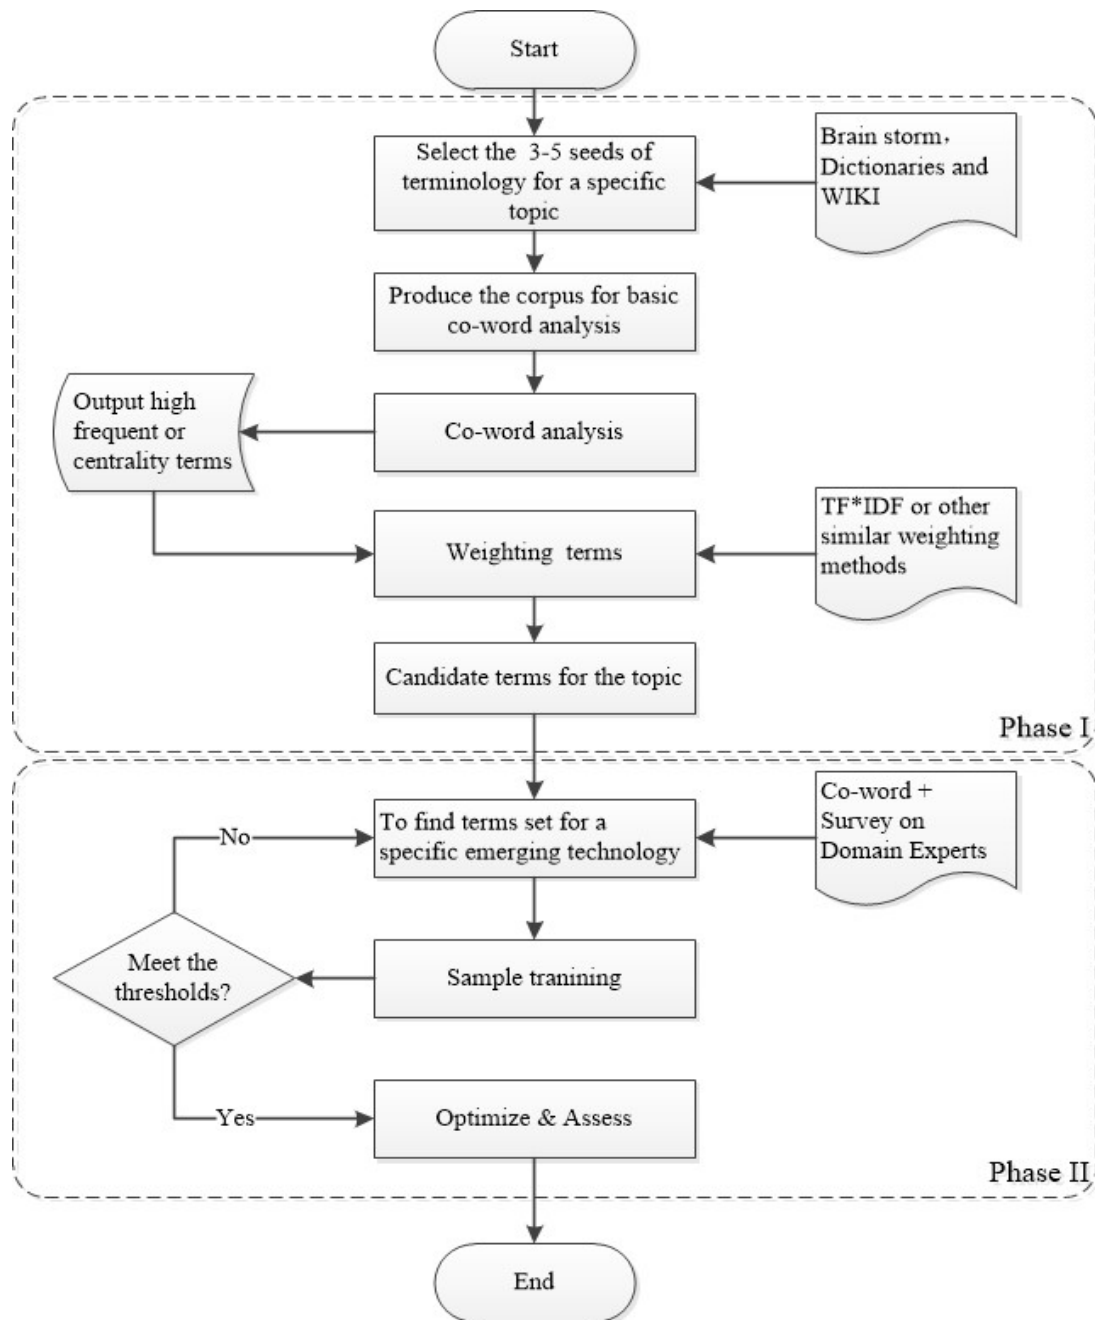 Start
Select the 3-5 seeds of
terminology for a specific
topic
Brain storm,
Dictionaries and
WIKI
Produce the corpus for basic
co-word analysis
Output high
frequent or
centrality terms
Co-word analysis
Weighting terms
TF*IDF or other
similar weighting
methods
Candidate terms for the topic
Phase I
To find terms set for a
specific emerging technology
Co-word +
Survey on
Domain Experts
No
Meet the
thresholds?
Sample tranining
Yes
Optimize & Assess
Phase II
End